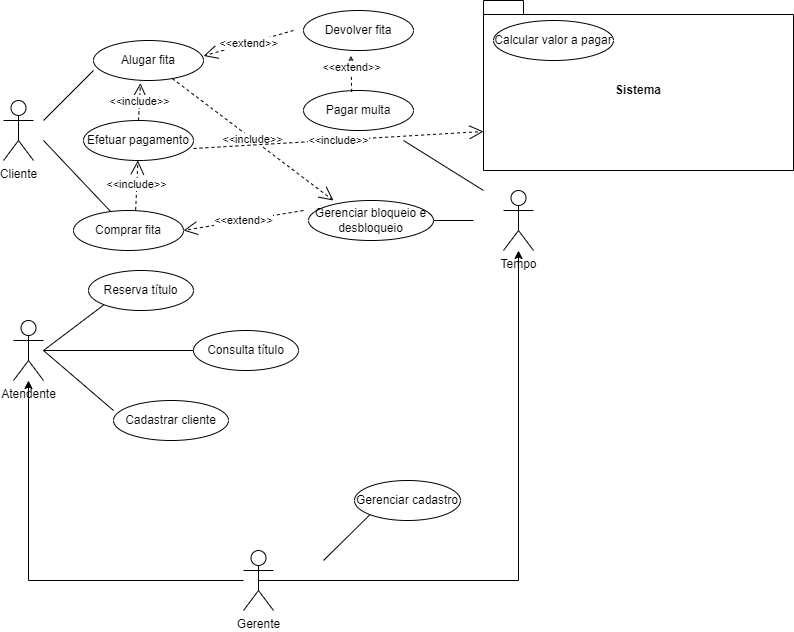 Devolver fita
Calcular valor a pagar
<<extend>>
Alugar fita
<<extend>>
Sistema
<<include>>
Pagar multa
Efetuar pagamento
<<include>>
<<include>>
Cliente
<<include>>
Gerenciar bloqueio e
desbloqueio
<<extend>>
Comprar fita
Tempo
Reserva título
Consulta título
Atendente
Cadastrar cliente
Gerenciar cadastro
Gerente